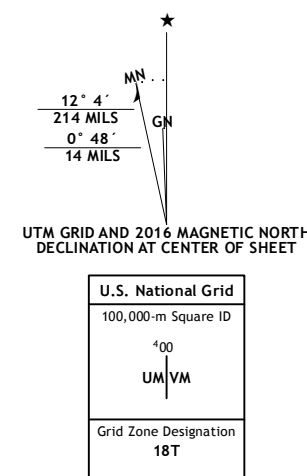 MN
12° 4´
214 MILS
GN
0° 48´
14 MILS
UTM GRID AND 2016 MAGNETIC NORTH
DECLINATION AT CENTER OF SHEET
U.S. National Grid
100,000-m Square ID
⁴00
UM VM
Grid Zone Designation
18T